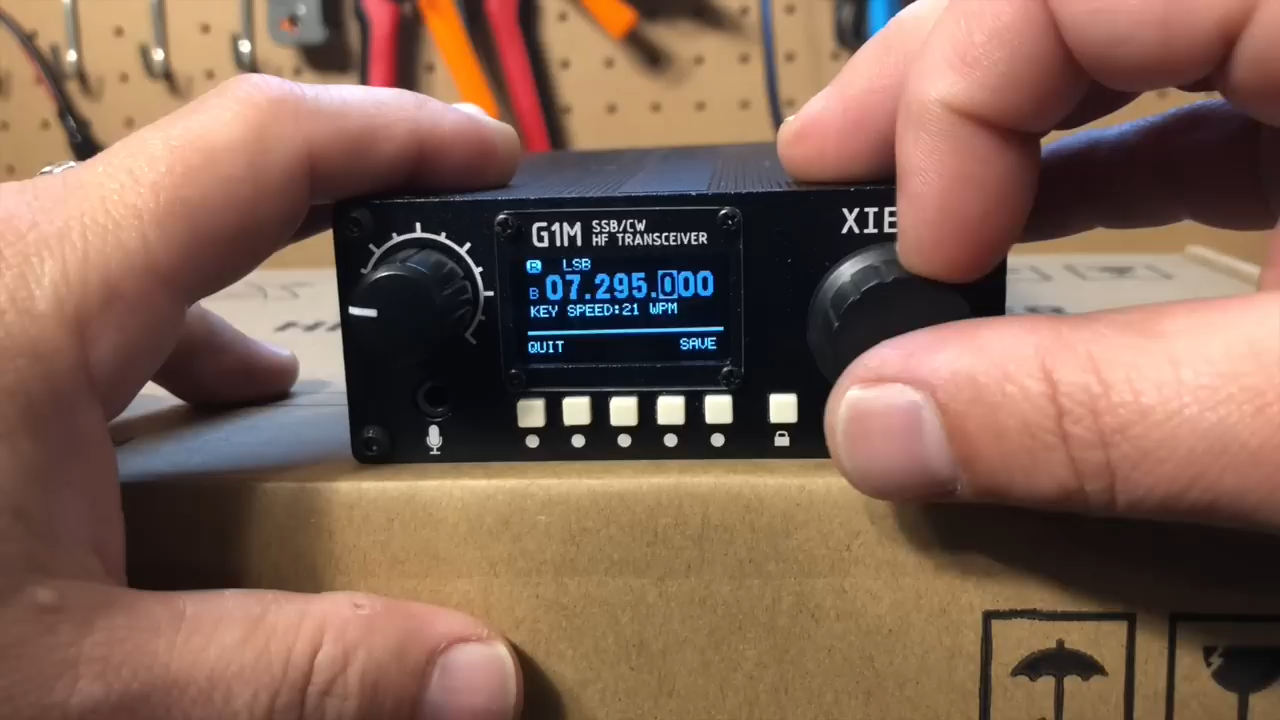 G1M SSB/CW
HF TRANSCEIVER
XIE
R LSB
B 07.295.000
KEY SPEED:21 WPM
QUIT SAVE